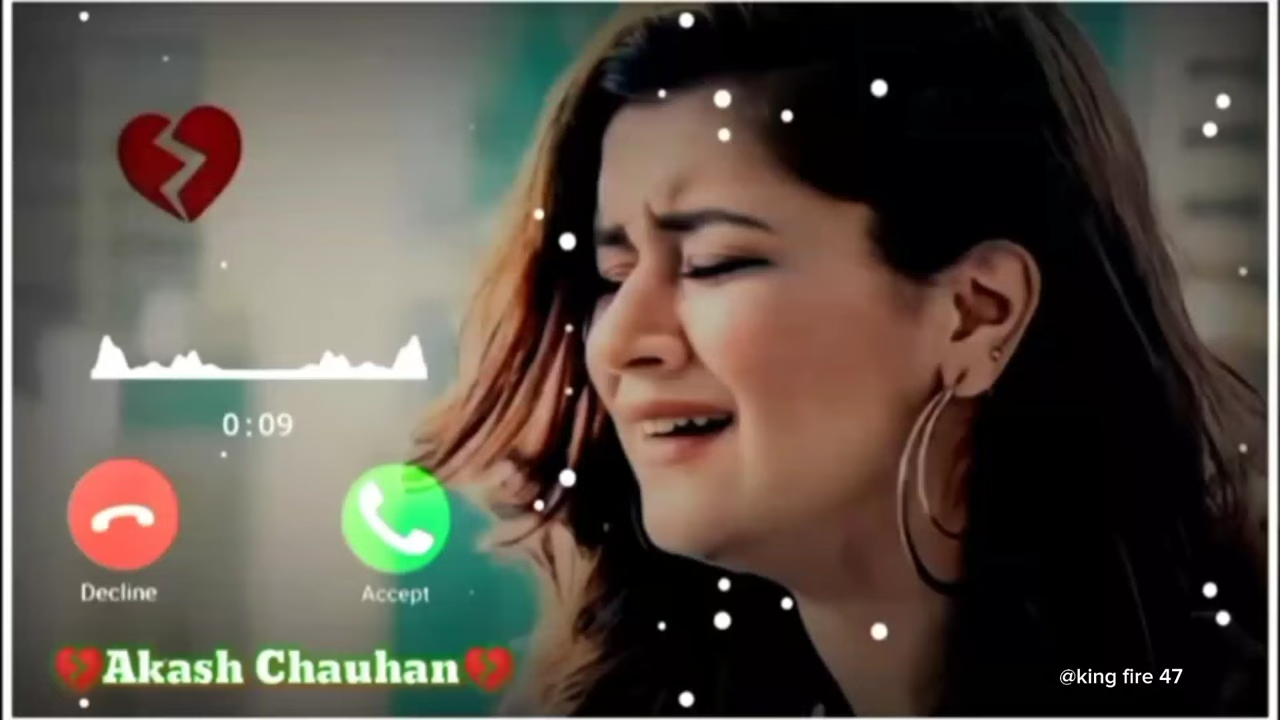 0:09
Decline
Accept
💔Akash Chauhan💔
@king fire 47